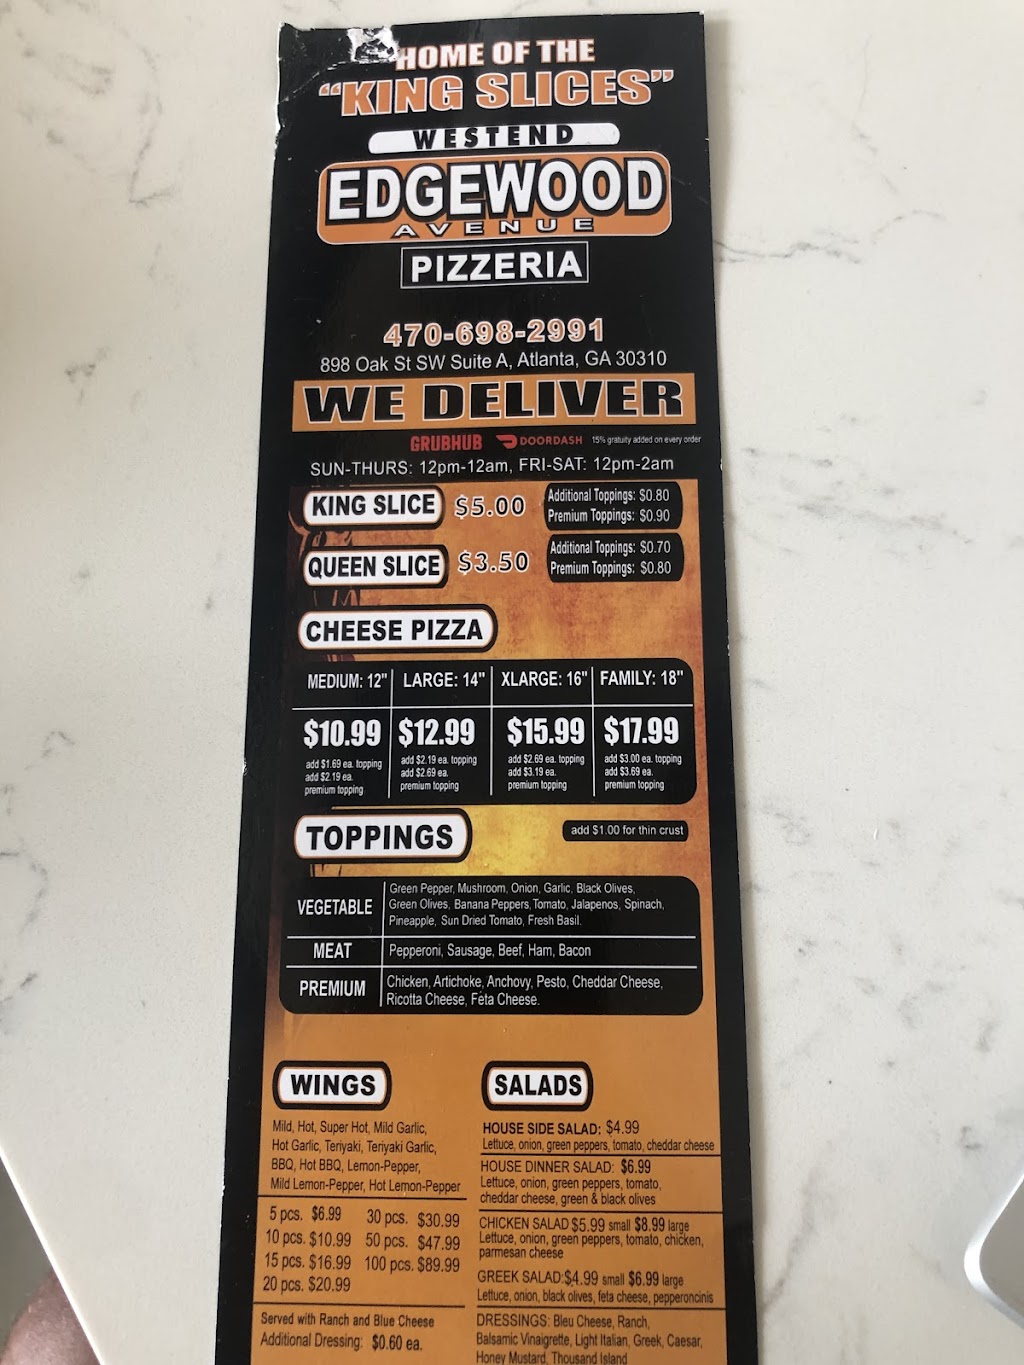 HOME OF THE
"KING SLICES"
WESTEND
EDGEWOOD
AVENUE
PIZZERIA
470-698-2991
898 Oak St SW Suite A, Atlanta, GA 30310
WE DELIVER
GRUBHUB DOORDASH 15% gratuity added on every order
SUN-THURS: 12pm-12am, FRI-SAT: 12pm-2am
KING SLICE $5.00
Additional Toppings: $0.80
Premium Toppings: $0.90
QUEEN SLICE $3.50
Additional Toppings: $0.70
Premium Toppings: $0.80
CHEESE PIZZA
MEDIUM: 12" LARGE: 14" XLARGE: 16" FAMILY: 18"
$10.99 $12.99 $15.99 $17.99
add $1.69 ea. topping add $2.19 ea. topping add $2.69 ea. topping add $3.00 ea. topping
add $2.19 ea. add $2.69 ea. add $3.19 ea. add $3.69 ea.
premium topping premium topping premium topping premium topping
TOPPINGS
add $1.00 for thin crust
VEGETABLE
Green Pepper, Mushroom, Onion, Garlic, Black Olives,
Green Olives, Banana Peppers, Tomato, Jalapenos, Spinach,
Pineapple, Sun Dried Tomato, Fresh Basil.
MEAT
Pepperoni, Sausage, Beef, Ham, Bacon
PREMIUM
Chicken, Artichoke, Anchovy, Pesto, Cheddar Cheese,
Ricotta Cheese, Feta Cheese.
WINGS
Mild, Hot, Super Hot, Mild Garlic,
Hot Garlic, Teriyaki, Teriyaki Garlic,
BBQ, Hot BBQ, Lemon-Pepper,
Mild Lemon-Pepper, Hot Lemon-Pepper
5 pcs. $6.99 30 pcs. $30.99
10 pcs. $10.99 50 pcs. $47.99
15 pcs. $16.99 100 pcs. $89.99
20 pcs. $20.99
Served with Ranch and Blue Cheese
Additional Dressing: $0.60 ea.
SALADS
HOUSE SIDE SALAD: $4.99
Lettuce, onion, green peppers, tomato, cheddar cheese
HOUSE DINNER SALAD: $6.99
Lettuce, onion, green peppers, tomato,
cheddar cheese, green & black olives
CHICKEN SALAD $5.99 small $8.99 large
Lettuce, onion, green peppers, tomato, chicken,
parmesan cheese
GREEK SALAD:$4.99 small $6.99 large
Lettuce, onion, black olives, feta cheese, pepperoncinis
DRESSINGS: Bleu Cheese, Ranch,
Balsamic Vinaigrette, Light Italian, Greek, Caesar,
Honey Mustard, Thousand Island